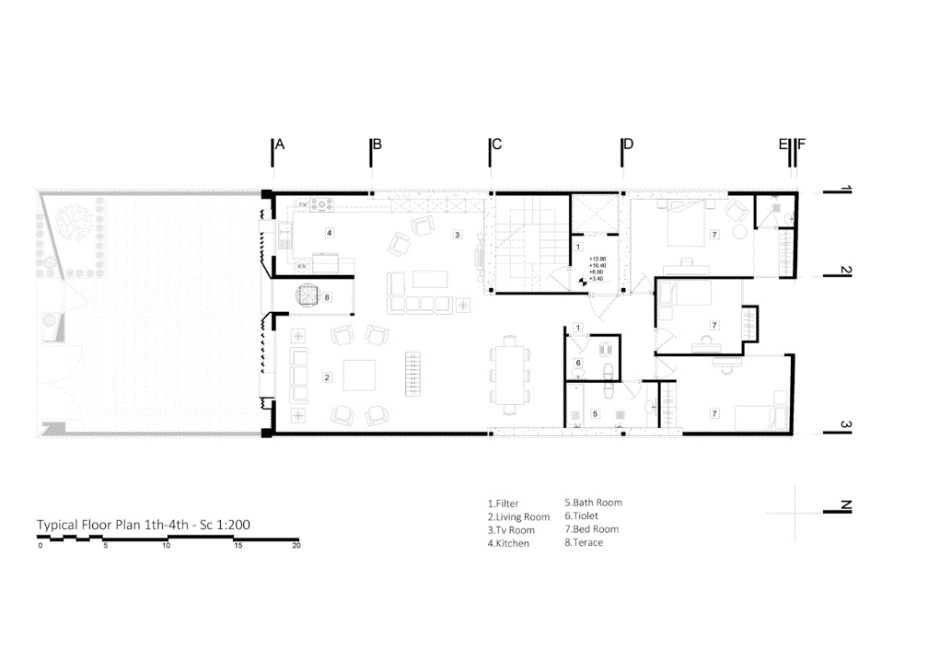 A B C D E F
1
DW
4
3
7
1
+13.90
+10.40
+6.90
+3.40
2
WM
8
7
1
2
6
5
7
3
1.Filter
2.Living Room
3.Tv Room
4.Kitchen
5.Bath Room
6.Tiolet
7.Bed Room
8.Terace
N
Typical Floor Plan 1th-4th - Sc 1:200
0 5 10 15 20